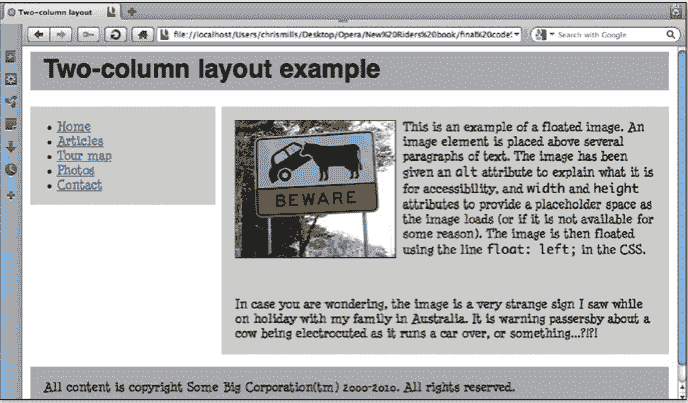 Two-column layout
file://localhost/Users/chrismills/Desktop/Opera/New%20Riders%20book/final%20code
Search with Google
Two-column layout example
Home
Articles
Tour map
Photos
Contact
BEWARE
This is an example of a floated image. An
image element is placed above several
paragraphs of text. The image has been
given an alt attribute to explain what it is
for accessibility, and width and height
attributes to provide a placeholder space as
the image loads (or if it is not available for
some reason). The image is then floated
using the line float: left; in the CSS.
In case you are wondering, the image is a very strange sign I saw while
on holiday with my family in Australia. It is warning passersby about a
cow being electrocuted as it runs a car over, or something...?!?!
All content is copyright Some Big Corporation(tm) 2000-2010. All rights reserved.